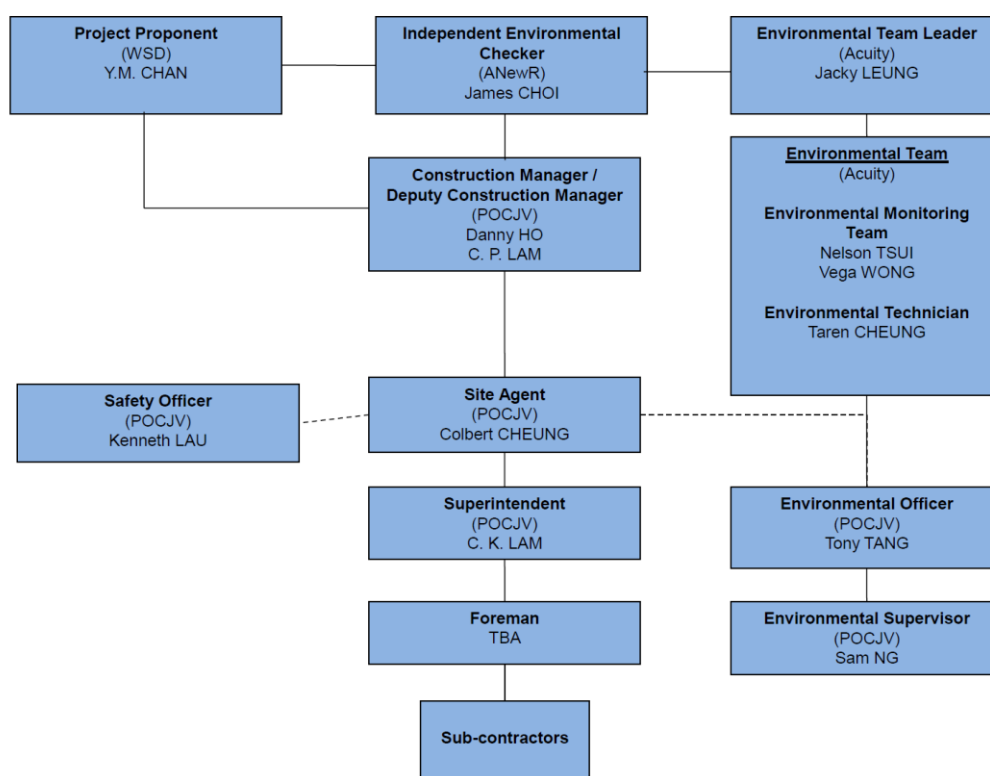 Project Proponent
(WSD)
Y.M. CHAN
Independent Environmental
Checker
(ANewR)
James CHOI
Environmental Team Leader
(Acuity)
Jacky LEUNG
Construction Manager /
Deputy Construction Manager
(POCJV)
Danny HO
C. P. LAM
Environmental Team
(Acuity)
Environmental Monitoring
Team
Nelson TSUI
Vega WONG
Environmental Technician
Taren CHEUNG
Safety Officer
(POCJV)
Kenneth LAU
Site Agent
(POCJV)
Colbert CHEUNG
Superintendent
(POCJV)
C. K. LAM
Environmental Officer
(POCJV)
Tony TANG
Foreman
TBA
Environmental Supervisor
(POCJV)
Sam NG
Sub-contractors